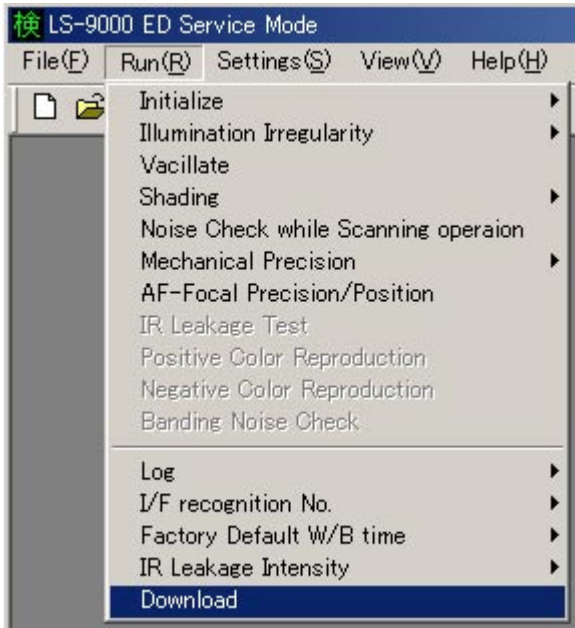 検 LS-9000 ED Service Mode
File(F) Run(R) Settings(S) View(V) Help(H)
Initialize
Illumination Irregularity
Vacillate
Shading
Noise Check while Scanning operaion
Mechanical Precision
AF-Focal Precision/Position
IR Leakage Test
Positive Color Reproduction
Negative Color Reproduction
Banding Noise Check
Log
I/F recognition No.
Factory Default W/B time
IR Leakage Intensity
Download